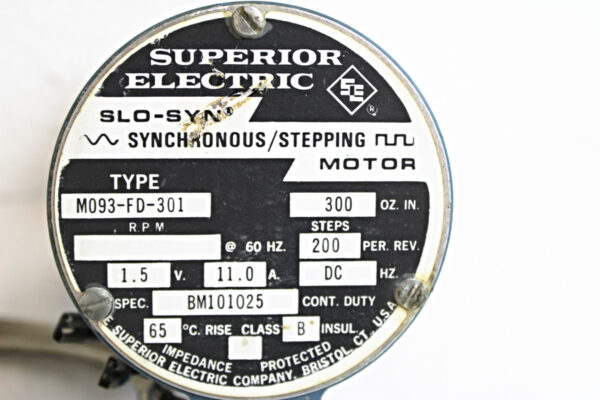 SUPERIOR
ELECTRIC
SE
®
SLO-SYN®
SYNCHRONOUS/STEPPING
MOTOR
TYPE
M093-FD-301 300 OZ. IN.
R.P.M STEPS
@ 60 HZ. 200 PER. REV.
1.5 V. 11.0 A. DC HZ.
SPEC. BM101025 CONT. DUTY
65 °C. RISE CLASS B INSUL.
IMPEDANCE PROTECTED
SUPERIOR ELECTRIC COMPANY, BRISTOL, CT., U.S.A.